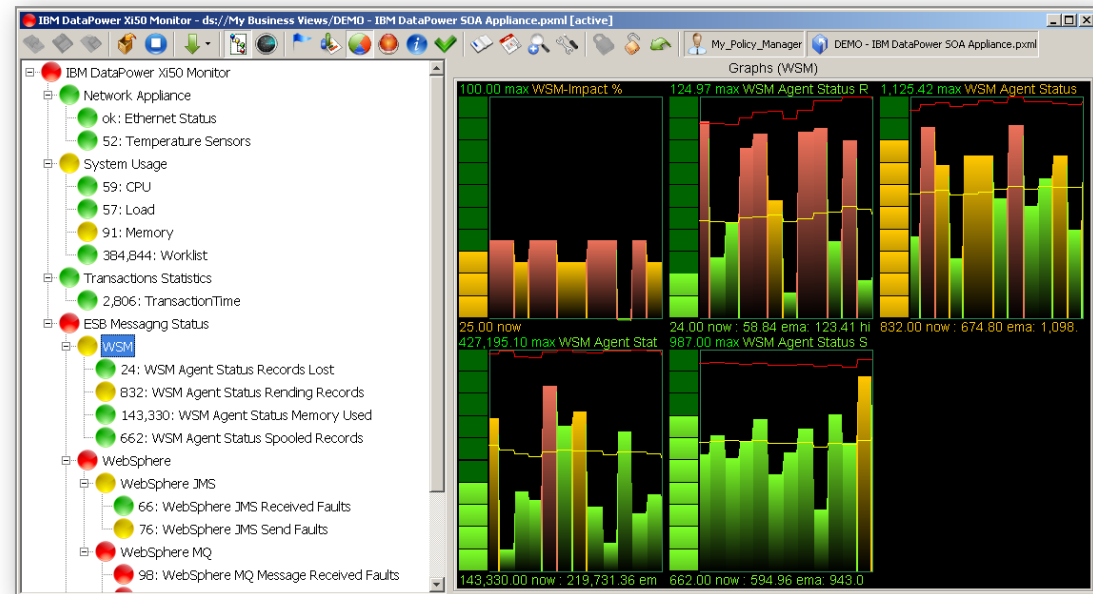 IBM DataPower Xi50 Monitor - ds://My Business Views/DEMO - IBM DataPower SOA Appliance.pxml [active]
My_Policy_Manager
DEMO - IBM DataPower SOA Appliance.pxml
IBM DataPower Xi50 Monitor
Network Appliance
ok: Ethernet Status
52: Temperature Sensors
System Usage
59: CPU
57: Load
91: Memory
384,844: Worklist
Transactions Statistics
2,806: TransactionTime
ESB Messagng Status
WSM
24: WSM Agent Status Records Lost
832: WSM Agent Status Rending Records
143,330: WSM Agent Status Memory Used
662: WSM Agent Status Spooled Records
WebSphere
WebSphere JMS
66: WebSphere JMS Received Faults
76: WebSphere JMS Send Faults
WebSphere MQ
98: WebSphere MQ Message Received Faults
Graphs (WSM)
100.00 max WSM-Impact %
25.00 now
124.97 max WSM Agent Status R
24.00 now : 58.84 ema: 123.41 hi
1,125.42 max WSM Agent Status
832.00 now : 674.80 ema: 1,098.
427,195.10 max WSM Agent Stat
143,330.00 now : 219,731.36 em
987.00 max WSM Agent Status S
662.00 now : 594.96 ema: 943.0